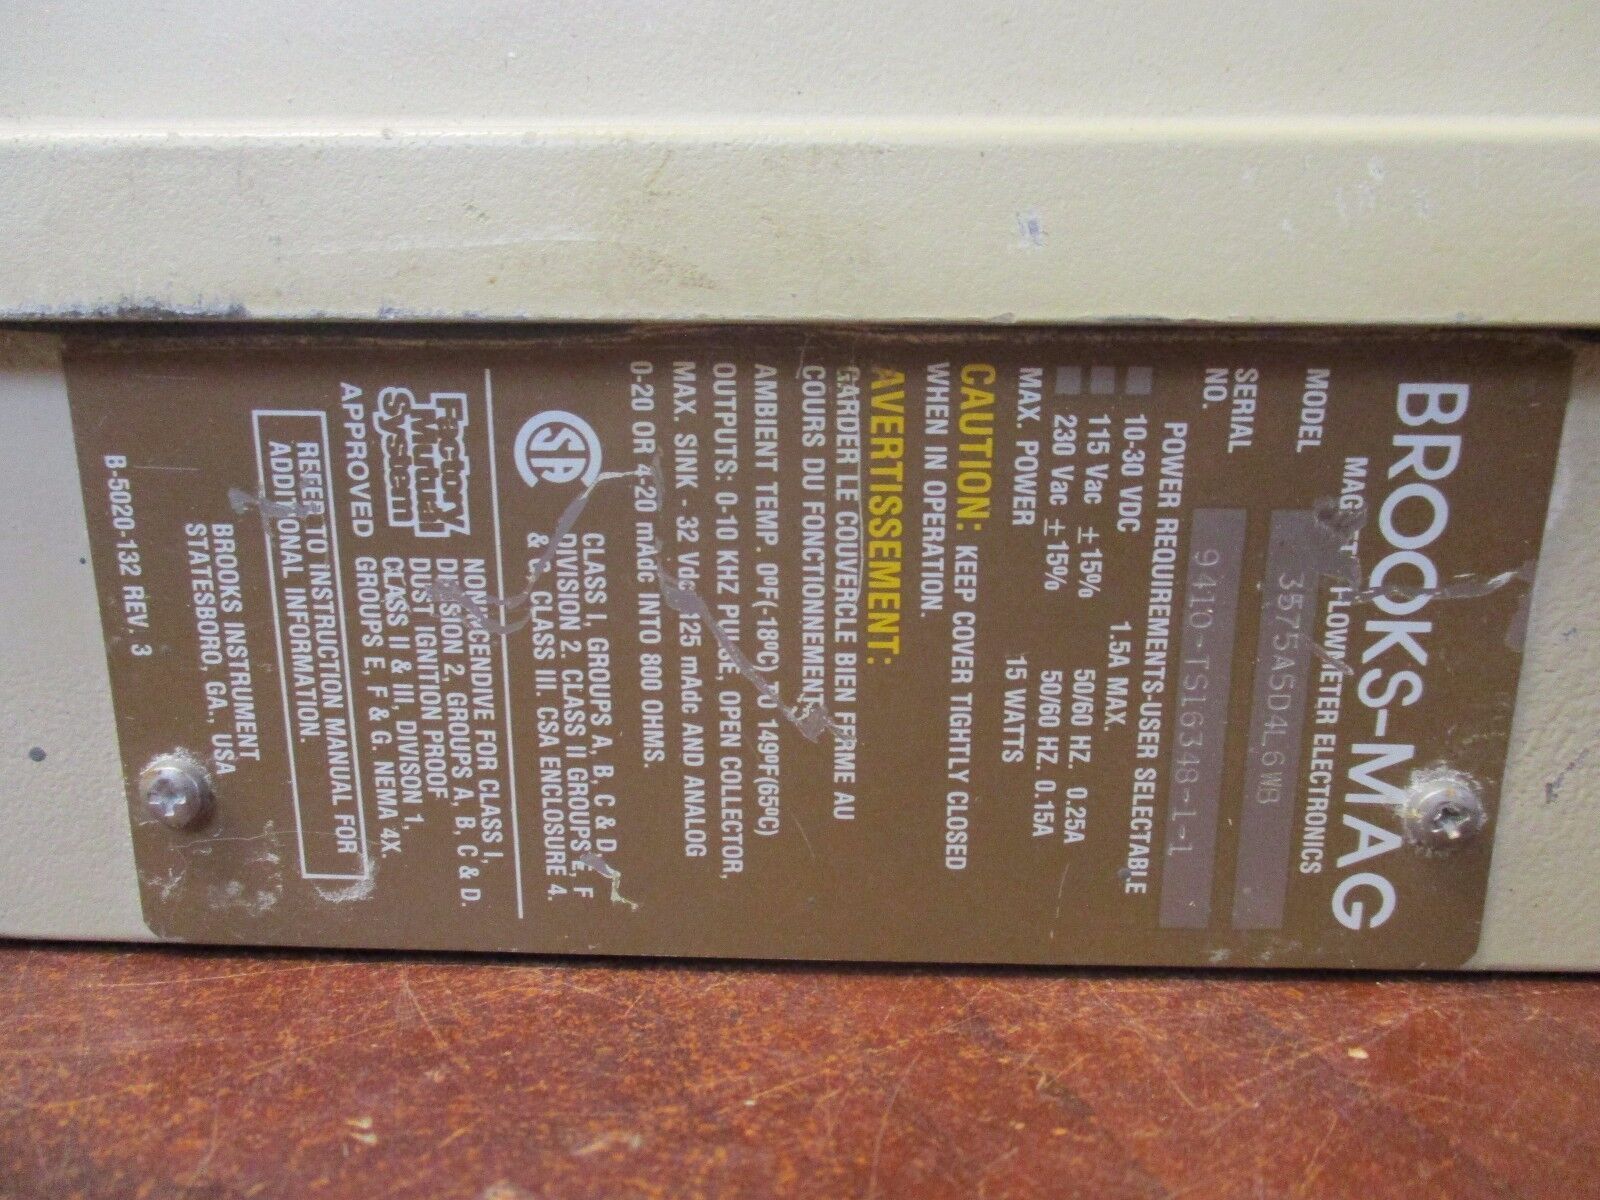 BROOKS-MAG
FLOWMETER ELECTRONICS
MODEL 3575A5D4L6WB
SERIAL
NO. 9410-TS16348-1-1
POWER REQUIREMENTS-USER SELECTABLE
10-30 VDC 1.5A MAX.
115 Vac ±15% 50/60 HZ. 0.25A
230 Vac ±15% 50/60 HZ. 0.15A
MAX. POWER 15 WATTS
CAUTION: KEEP COVER TIGHTLY CLOSED
WHEN IN OPERATION.
AVERTISSEMENT:
GARDER LE COUVERCLE BIEN FERME AU
COURS DU FONCTIONNEMENT.
AMBIENT TEMP. 0ºF(-18ºC) TO 149ºF(65ºC)
OUTPUTS: 0-10 KHZ PULSE, OPEN COLLECTOR,
MAX. SINK - 32 Vdc 125 mAdc AND ANALOG
0-20 OR 4-20 mAdc INTO 800 OHMS.
SA
CLASS I, GROUPS A, B, C & D
DIVISION 2. CLASS II GROUPS E, F
& G, CLASS III. CSA ENCLOSURE 4.
Factory
Mutual
System
APPROVED
NONINCENDIVE FOR CLASS I,
DIVISION 2, GROUPS A, B, C & D.
DUST IGNITION PROOF
CLASS II & III, DIVISON 1,
GROUPS E, F & G. NEMA 4X.
REFER TO INSTRUCTION MANUAL FOR
ADDITIONAL INFORMATION.
BROOKS INSTRUMENT
STATESBORO, GA., USA
B-5020-132 REV. 3